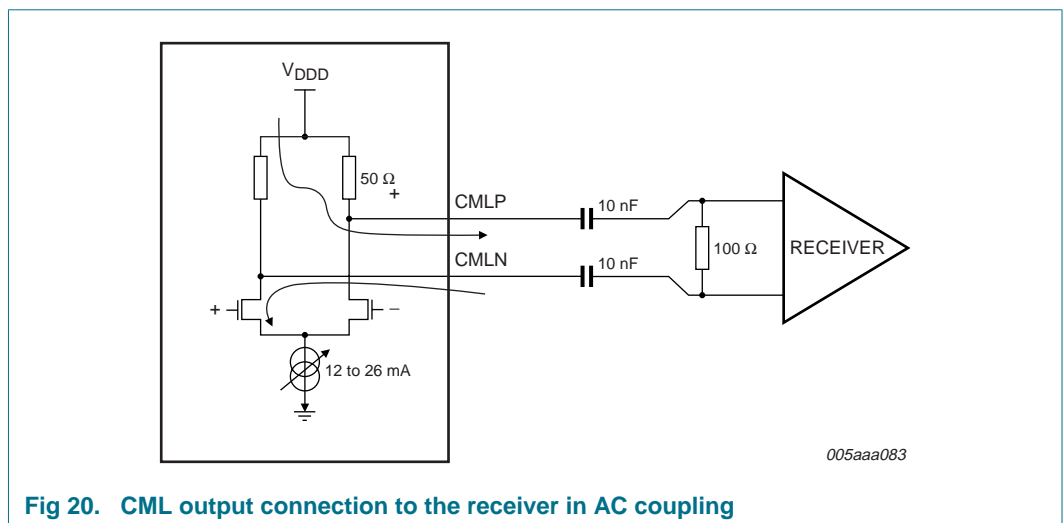 VDDD
50 Ω
+
CMLP
10 nF
100 Ω
RECEIVER
CMLN
10 nF
+
−
12 to 26 mA
005aaa083
Fig 20. CML output connection to the receiver in AC coupling